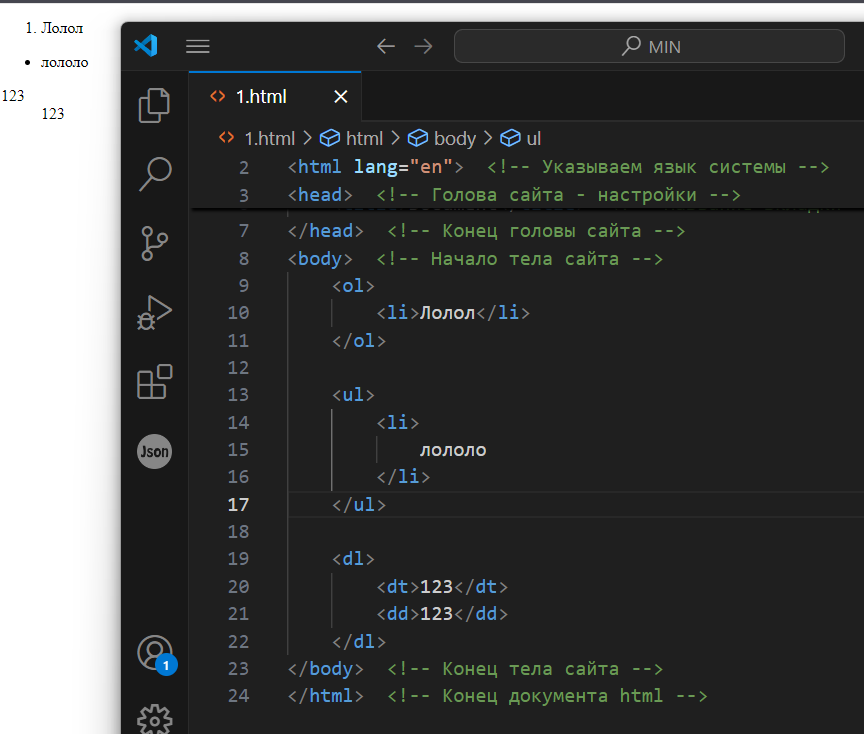 1. Лолол
• лололо
123
123
MIN
1.html
1.html > html > body > ul
2 <html lang="en"> <!-- Указываем язык системы -->
3 <head> <!-- Голова сайта - настройки -->
7 </head> <!-- Конец головы сайта -->
8 <body> <!-- Начало тела сайта -->
9 <ol>
10 <li>Лолол</li>
11 </ol>
12
13 <ul>
14 <li>
15 лололо
16 </li>
17 </ul>
18
19 <dl>
20 <dt>123</dt>
21 <dd>123</dd>
22 </dl>
23 </body> <!-- Конец тела сайта -->
24 </html> <!-- Конец документа html -->
Json
1